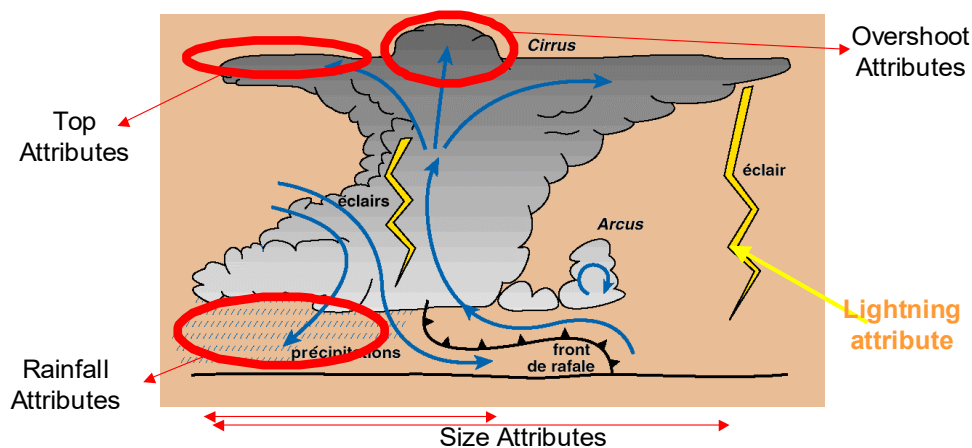 Cirrus
Overshoot
Attributes
Top
Attributes
éclairs
éclair
Arcus
Lightning
attribute
précipitations
front
de rafale
Rainfall
Attributes
Size Attributes